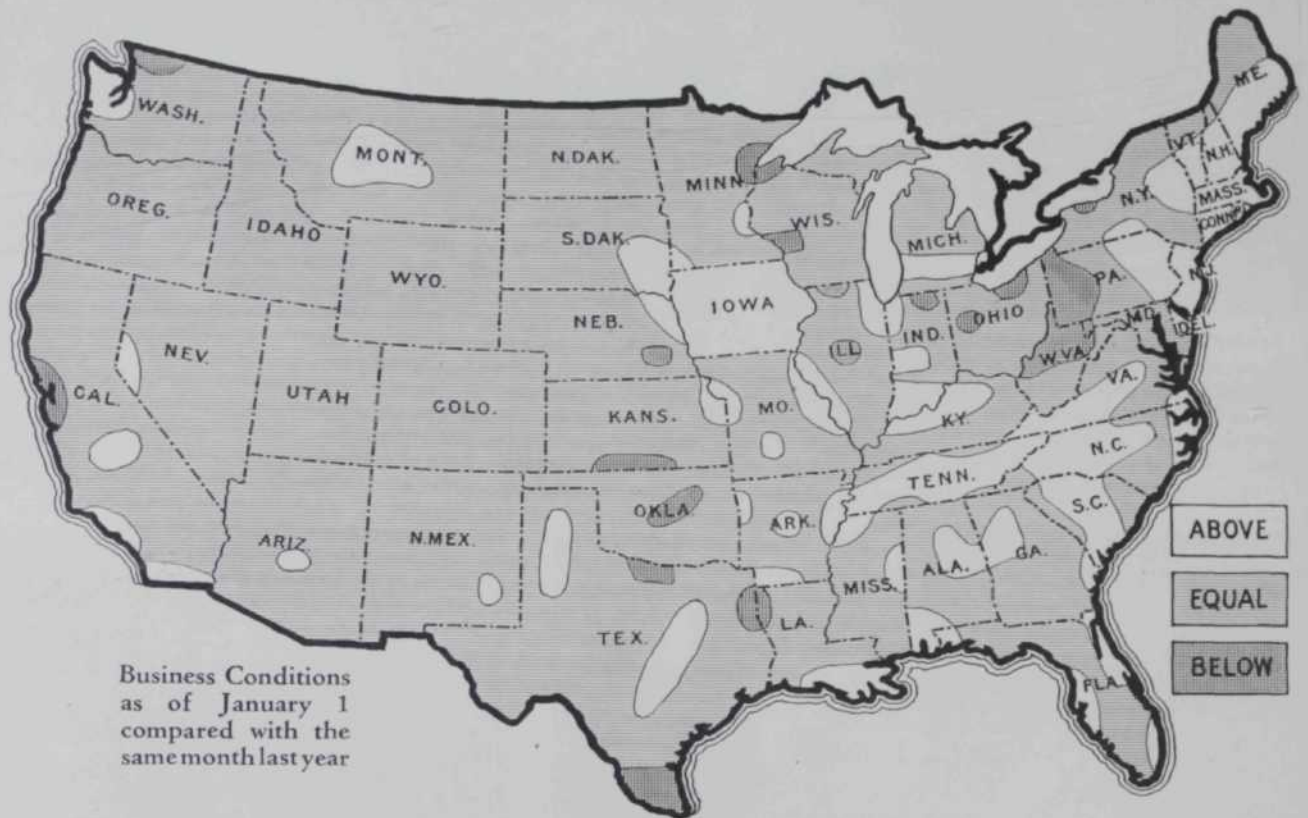 WASH.
MONT.
N.DAK.
MINN
ME.
VT.
N.H.
OREG.
IDAHO
S.DAK.
WIS.
MICH.
N.Y.
MASS.
CONN.
WYO.
IOWA
PA.
N.J.
NEB.
IND.
OHIO
MD.
DEL.
NEV.
UTAH
COLO.
ILL
W.VA.
VA.
CAL.
KANS.
MO.
KY.
N.C.
TENN.
S.C.
ARIZ.
N.MEX.
OKLA.
ARK.
MISS.
ALA.
GA.
TEX.
LA.
FLA.
ABOVE
EQUAL
BELOW
Business Conditions
as of January 1
compared with the
same month last year